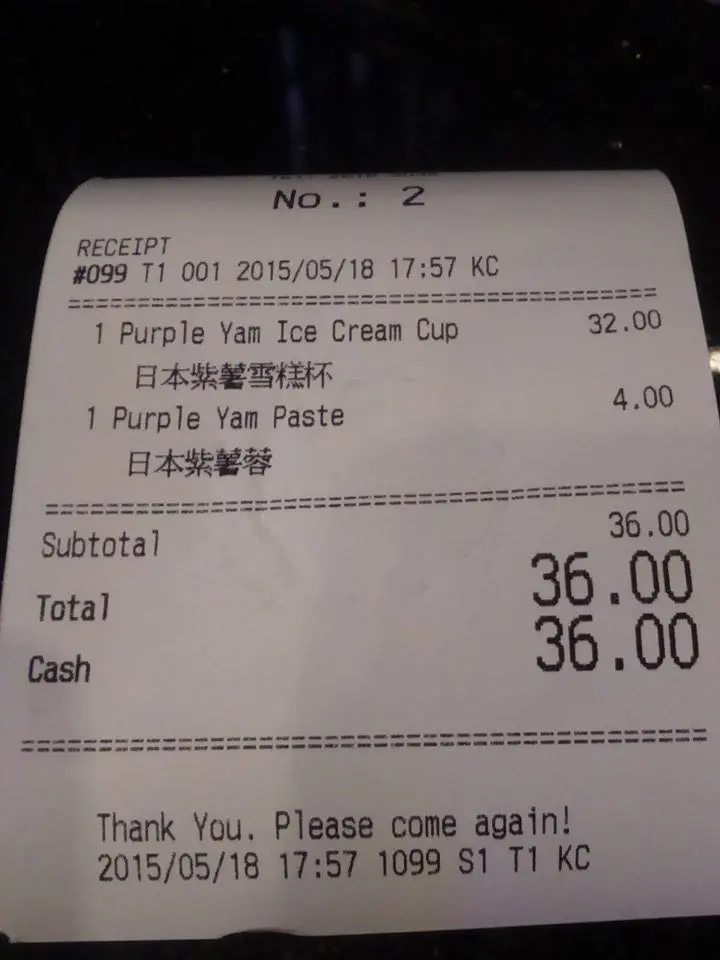 No.: 2
RECEIPT
#099 T1 001 2015/05/18 17:57 KC
1 Purple Yam Ice Cream Cup 32.00
日本紫薯雪糕杯
1 Purple Yam Paste 4.00
日本紫薯蓉
Subtotal 36.00
Total 36.00
Cash 36.00
Thank You. Please come again!
2015/05/18 17:57 1099 S1 T1 KC